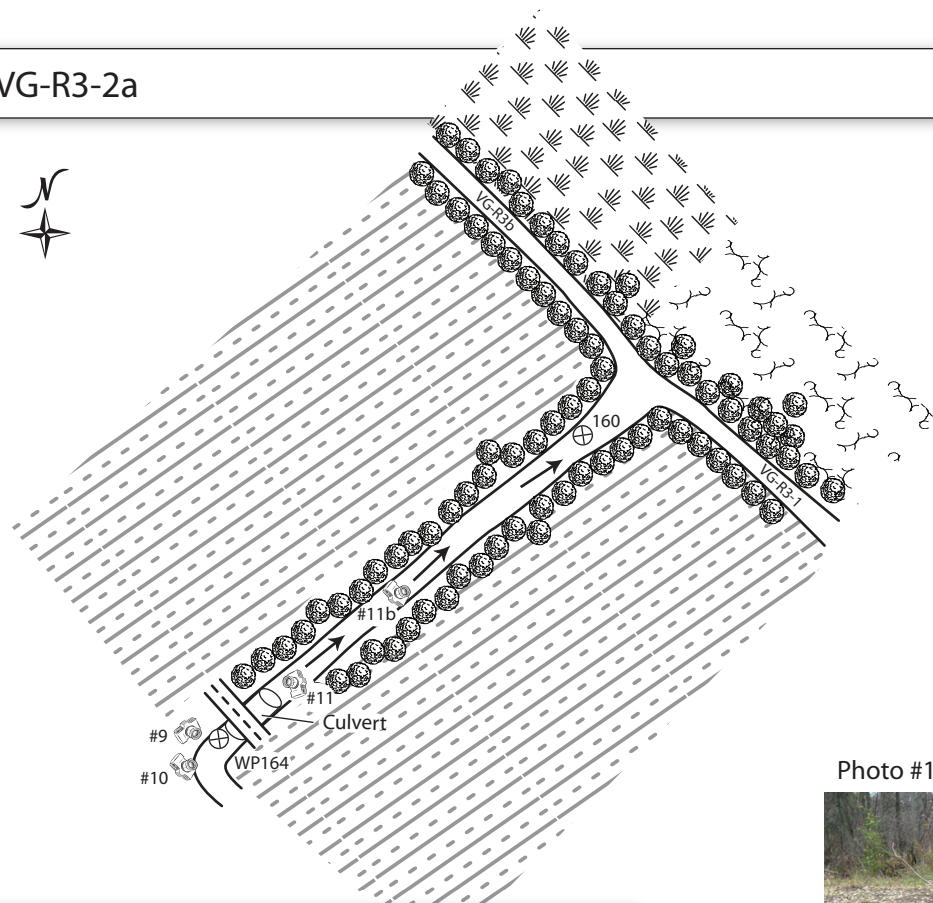 VG-R3-2a
N
VG-R3b
160
VG-R3-1
#11b
#11
Culvert
#9
WP164
#10
Photo #1